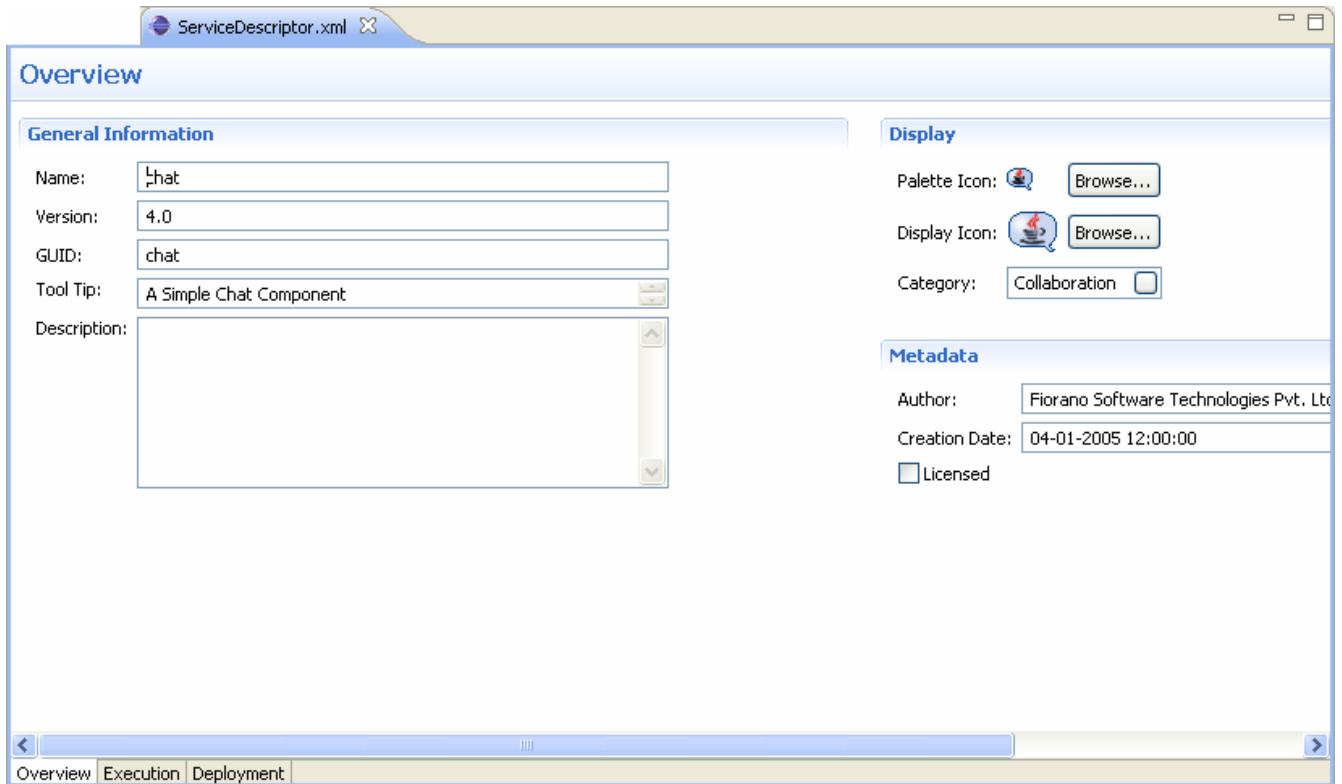 ServiceDescriptor.xml
Overview
General Information
Name: chat
Version: 4.0
GUID: chat
Tool Tip: A Simple Chat Component
Description:
Display
Palette Icon: Browse...
Display Icon: Browse...
Category: Collaboration
Metadata
Author: Fiorano Software Technologies Pvt. Ltd
Creation Date: 04-01-2005 12:00:00
Licensed
Overview Execution Deployment